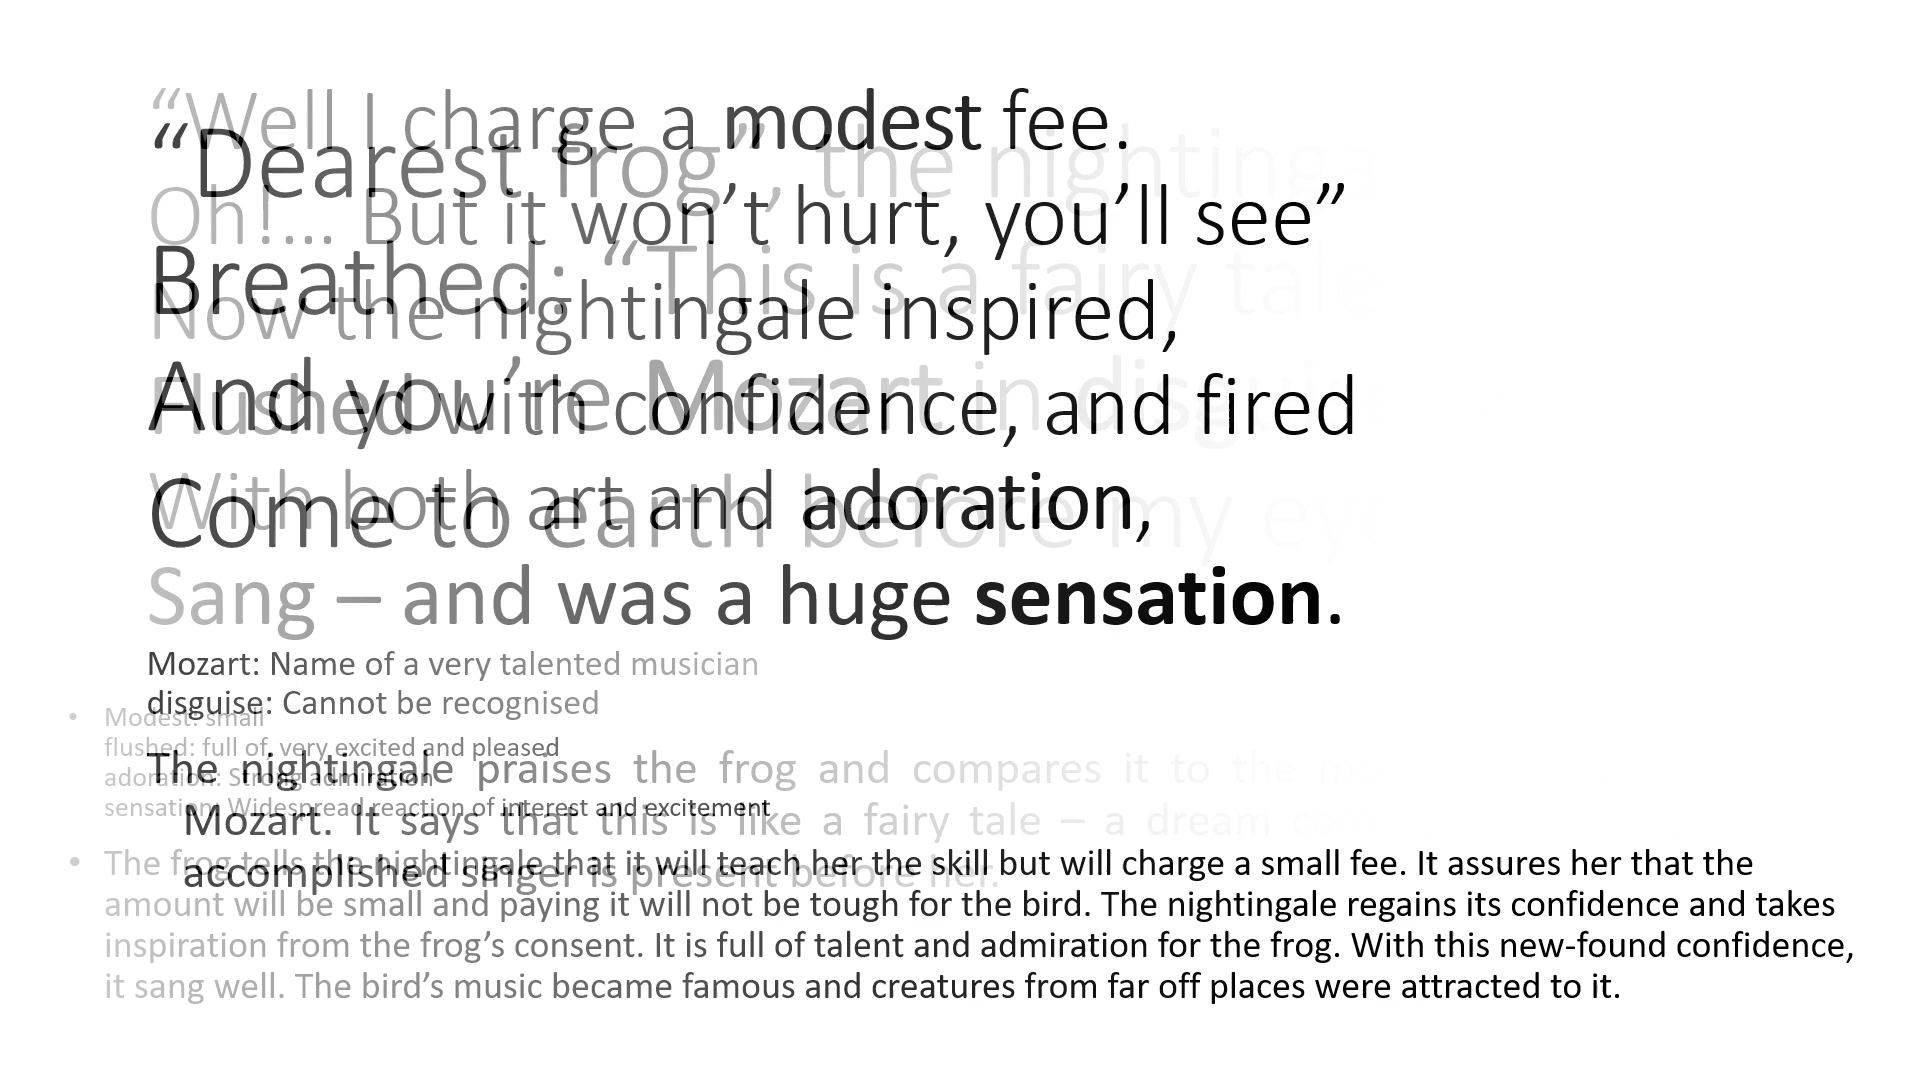 “Well I charge a modest fee.
Oh!... But it won’t hurt, you’ll see”
Now the nightingale inspired,
Flushed with confidence, and fired
With both art and adoration,
Sang – and was a huge sensation.
• Modest: small
flushed: full of, very excited and pleased
adoration: Strong admiration
sensation: Widespread reaction of interest and excitement
• The frog tells the nightingale that it will teach her the skill but will charge a small fee. It assures her that the
amount will be small and paying it will not be tough for the bird. The nightingale regains its confidence and takes
inspiration from the frog’s consent. It is full of talent and admiration for the frog. With this new-found confidence,
it sang well. The bird’s music became famous and creatures from far off places were attracted to it.
“Dearest frog”, the
Breathed: “This is a fairy tale
And you’re Mozart in
Come to earth before my
Mozart: Name of a very talented musician
disguise: Cannot be recognised
The nightingale praises the frog and compares it to the
Mozart. It says that this is like a fairy tale – a dream
accomplished singer is present before her.